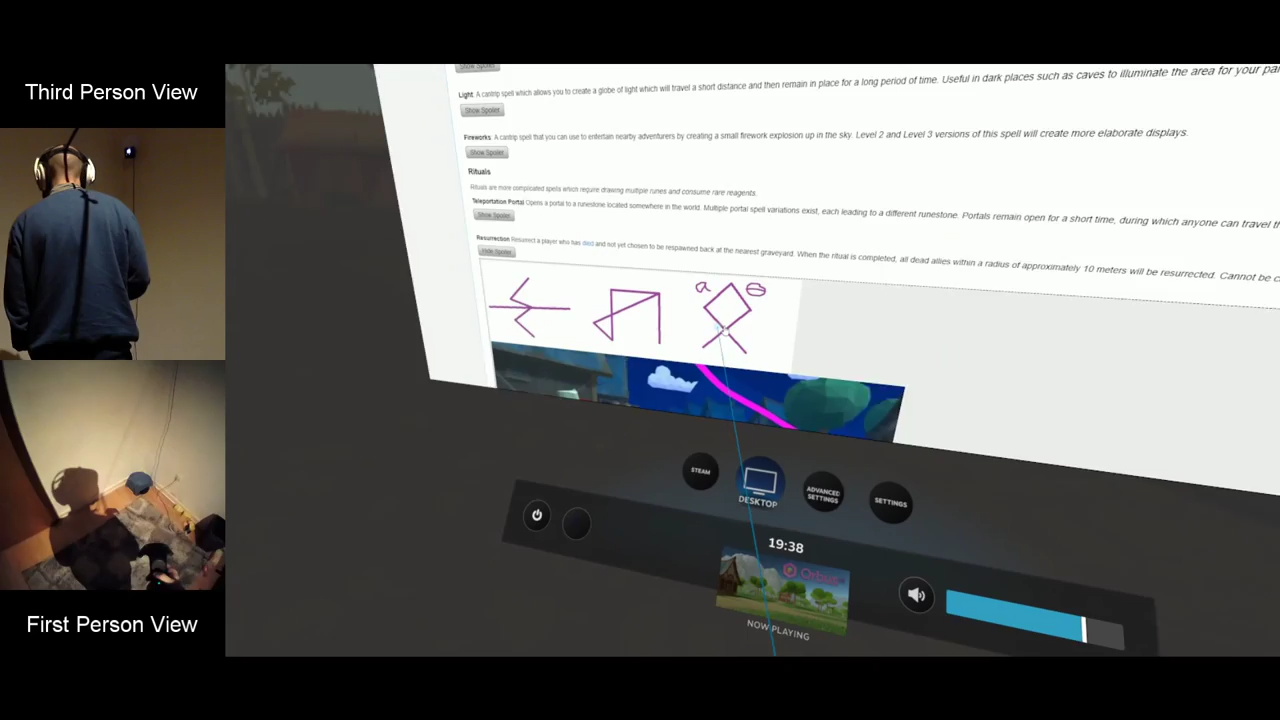 Third Person View
First Person View
Show Spoiler
Light: A cantrip spell which allows you to create a globe of light which will travel a short distance and then remain in place for a long period of time. Useful in dark places such as caves to illuminate the area for your pa
Show Spoiler
Fireworks: A cantrip spell that you can use to entertain nearby adventurers by creating a small firework explosion up in the sky. Level 2 and Level 3 versions of this spell will create more elaborate displays.
Show Spoiler
Rituals
Rituals are more complicated spells which require drawing multiple runes and consume rare reagents.
Teleportation Portal Opens a portal to a runestone located somewhere in the world. Multiple portal spell variations exist, each leading to a different runestone. Portals remain open for a short time, during which anyone can travel th
Show Spoiler
Resurrection Resurrect a player who has died and not yet chosen to be respawned back at the nearest graveyard. When the ritual is completed, all dead allies within a radius of approximately 10 meters will be resurrected. Cannot be c
Hide Spoiler
STEAM
DESKTOP
ADVANCED SETTINGS
SETTINGS
19:38
Orbus
NOW PLAYING